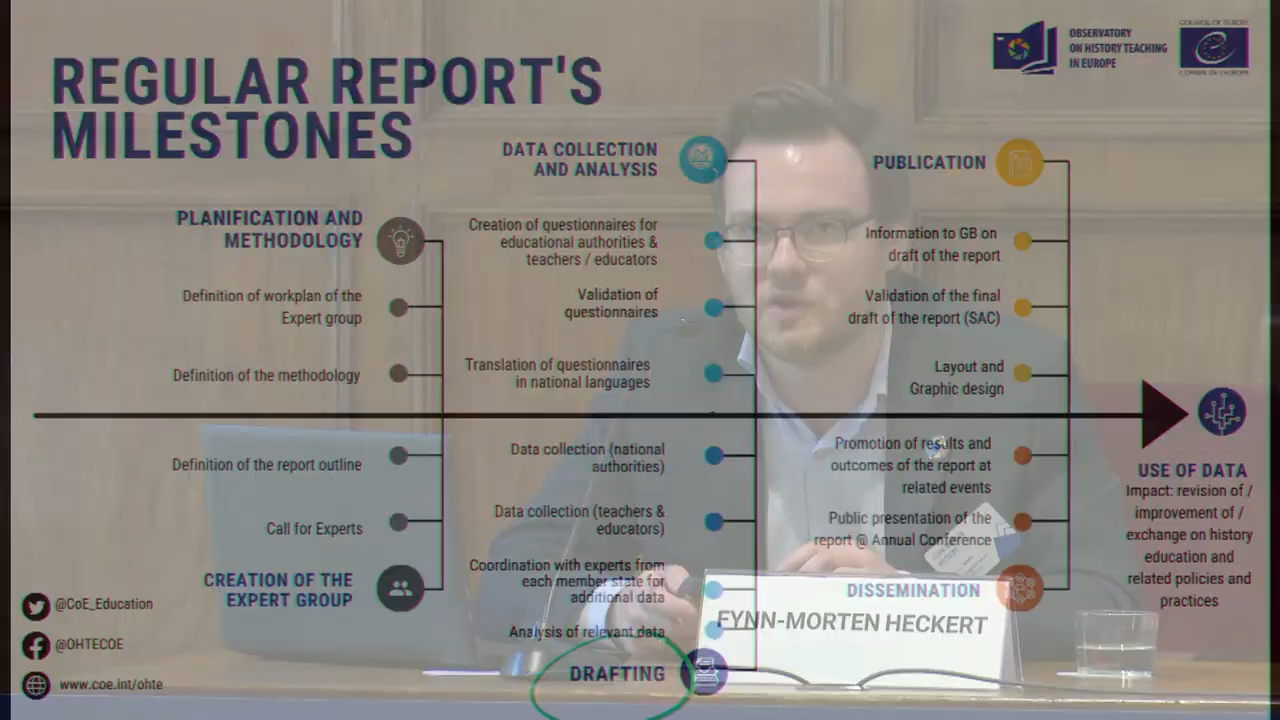 REGULAR REPORT'S
MILESTONES
OBSERVATORY
ON HISTORY TEACHING
IN EUROPE
COUNCIL OF EUROPE
CONSEIL DE L'EUROPE
PLANIFICATION AND
METHODOLOGY
Definition of workplan of the
Expert group
Definition of the methodology
Definition of the report outline
Call for Experts
CREATION OF THE
EXPERT GROUP
DATA COLLECTION
AND ANALYSIS
Creation of questionnaires for
educational authorities &
teachers / educators
Validation of
questionnaires
Translation of questionnaires
in national languages
Data collection (national
authorities)
Data collection (teachers &
educators)
Coordination with experts from
each member state for
additional data
Analysis of relevant data
DRAFTING
PUBLICATION
Information to GB on
draft of the report
Validation of the final
draft of the report (SAC)
Layout and
Graphic design
Promotion of results and
outcomes of the report at
related events
Public presentation of the
report @ Annual Conference
DISSEMINATION
FYNN-MORTEN HECKERT
USE OF DATA
Impact: revision of /
improvement of /
exchange on history
education and
related policies and
practices
@CoE_Education
@OHTECOE
www.coe.int/ohte